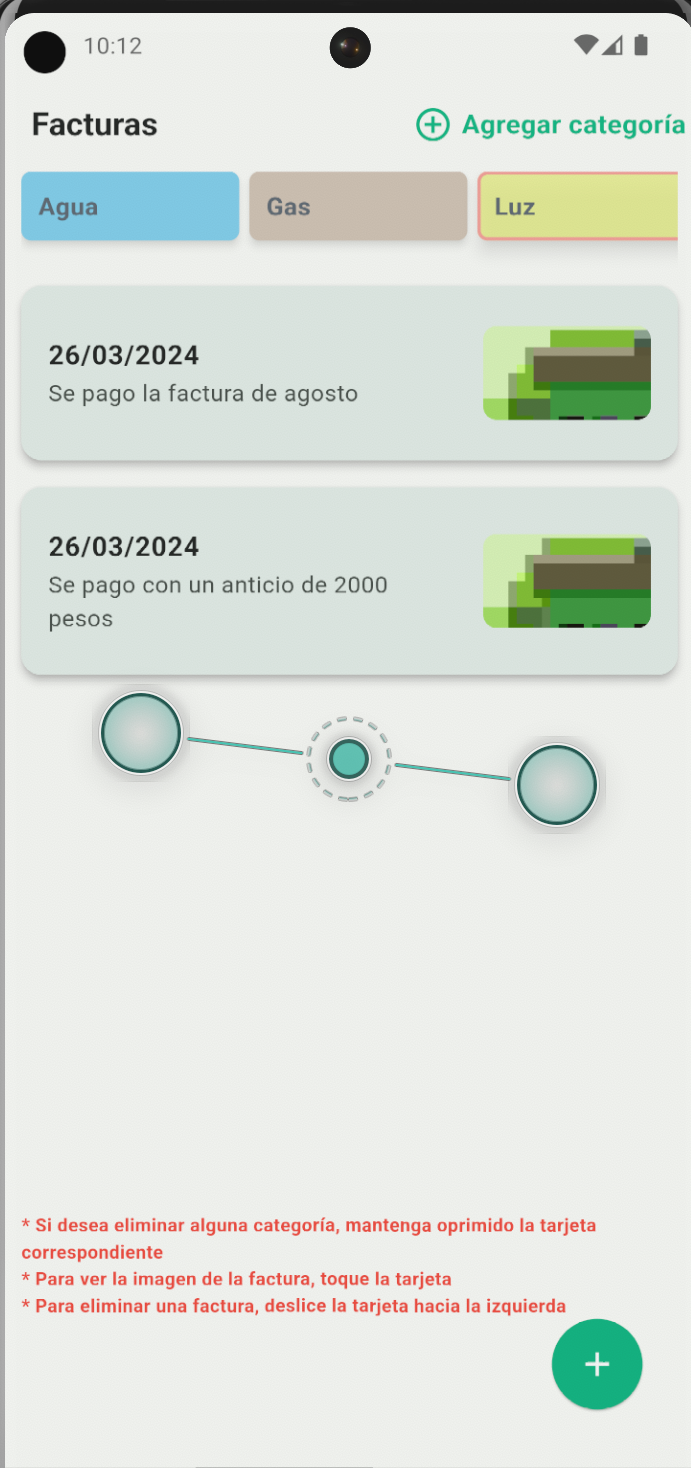 10:12
Facturas
Agregar categoría
Agua
Gas
Luz
26/03/2024
Se pago la factura de agosto
26/03/2024
Se pago con un anticio de 2000
pesos
* Si desea eliminar alguna categoría, mantenga oprimido la tarjeta
correspondiente
* Para ver la imagen de la factura, toque la tarjeta
* Para eliminar una factura, deslice la tarjeta hacia la izquierda